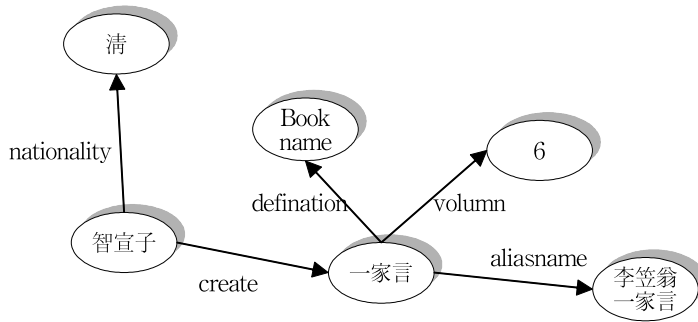 清
nationality
智宣子
create
Book
name
defination
一家言
volumn
6
aliasname
李笠翁
一家言